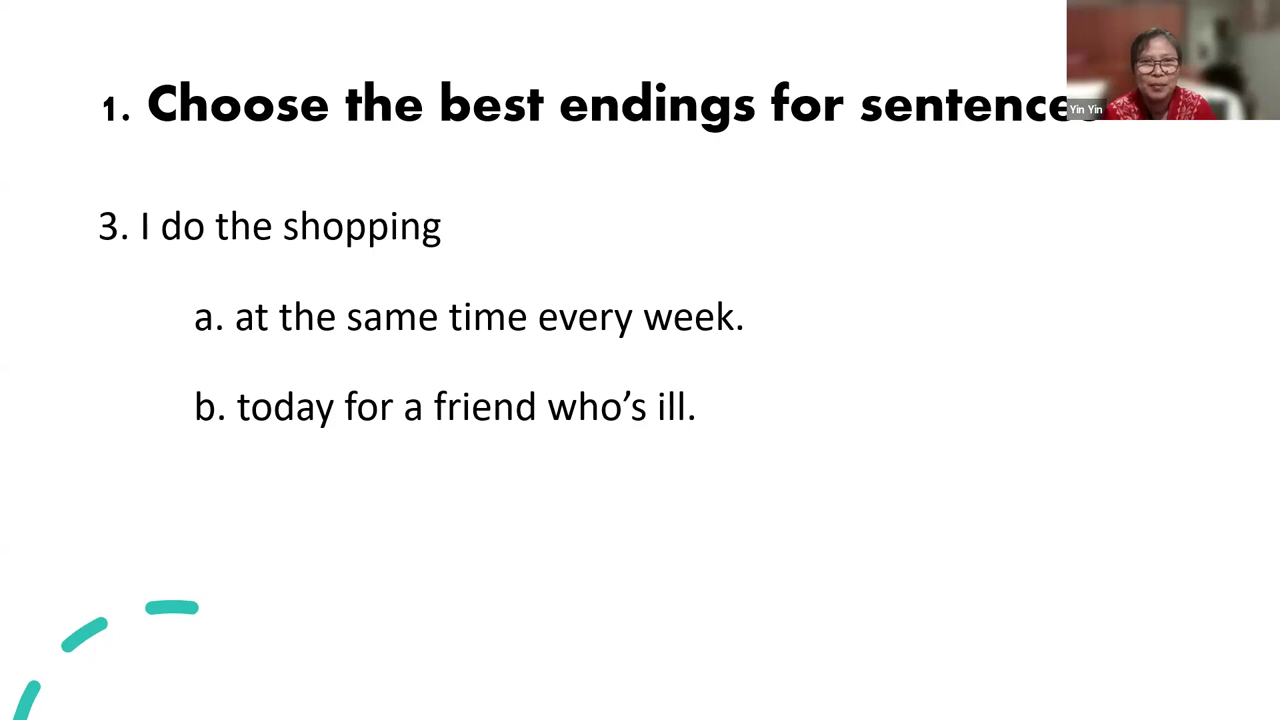 1. Choose the best endings for sentence
Yin Yin
3. I do the shopping
a. at the same time every week.
b. today for a friend who’s ill.